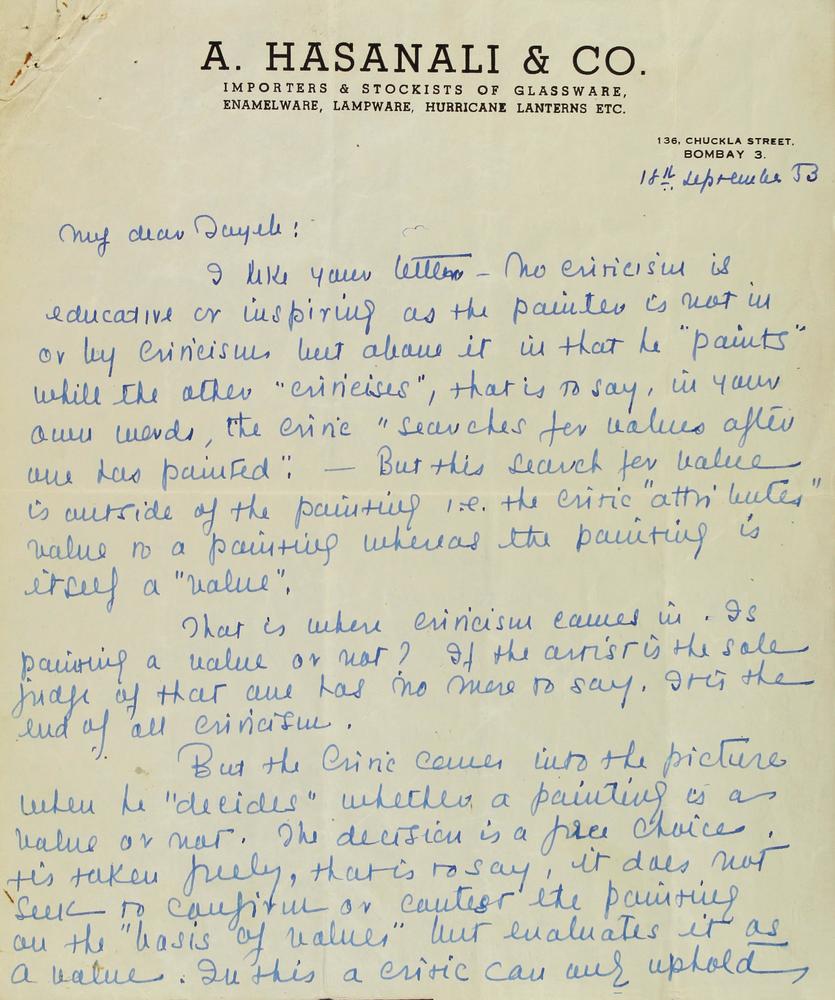 A. HASANALI & CO.
IMPORTERS & STOCKISTS OF GLASSWARE,
ENAMELWARE, LAMPWARE, HURRICANE LANTERNS ETC.
136, CHUCKLA STREET.
BOMBAY 3.
18th September 53
My dear Tayeb:
I like your letter - No criticism is
educative or inspiring as the painter is not in
or by criticisms but above it in that he "paints"
while the other "criticises", that is to say, in your
own words, the critic "searches for values after
one has painted". — But this search for value
is outside of the painting i.e. the critic "attributes"
value to a painting whereas the painting is
itself a "value".
That is where criticism comes in. Is
painting a value or not? If the artist is the sole
judge of that one has no more to say. It is the
end of all criticism.
But the Critic comes into the picture
when he "decides" whether a painting is a
value or not. The decision is a free choice.
tis taken freely, that is to say, it does not
seek to confirm or contest the painting
on the "basis of values" but evaluates it as
a value. In this a critic can only uphold